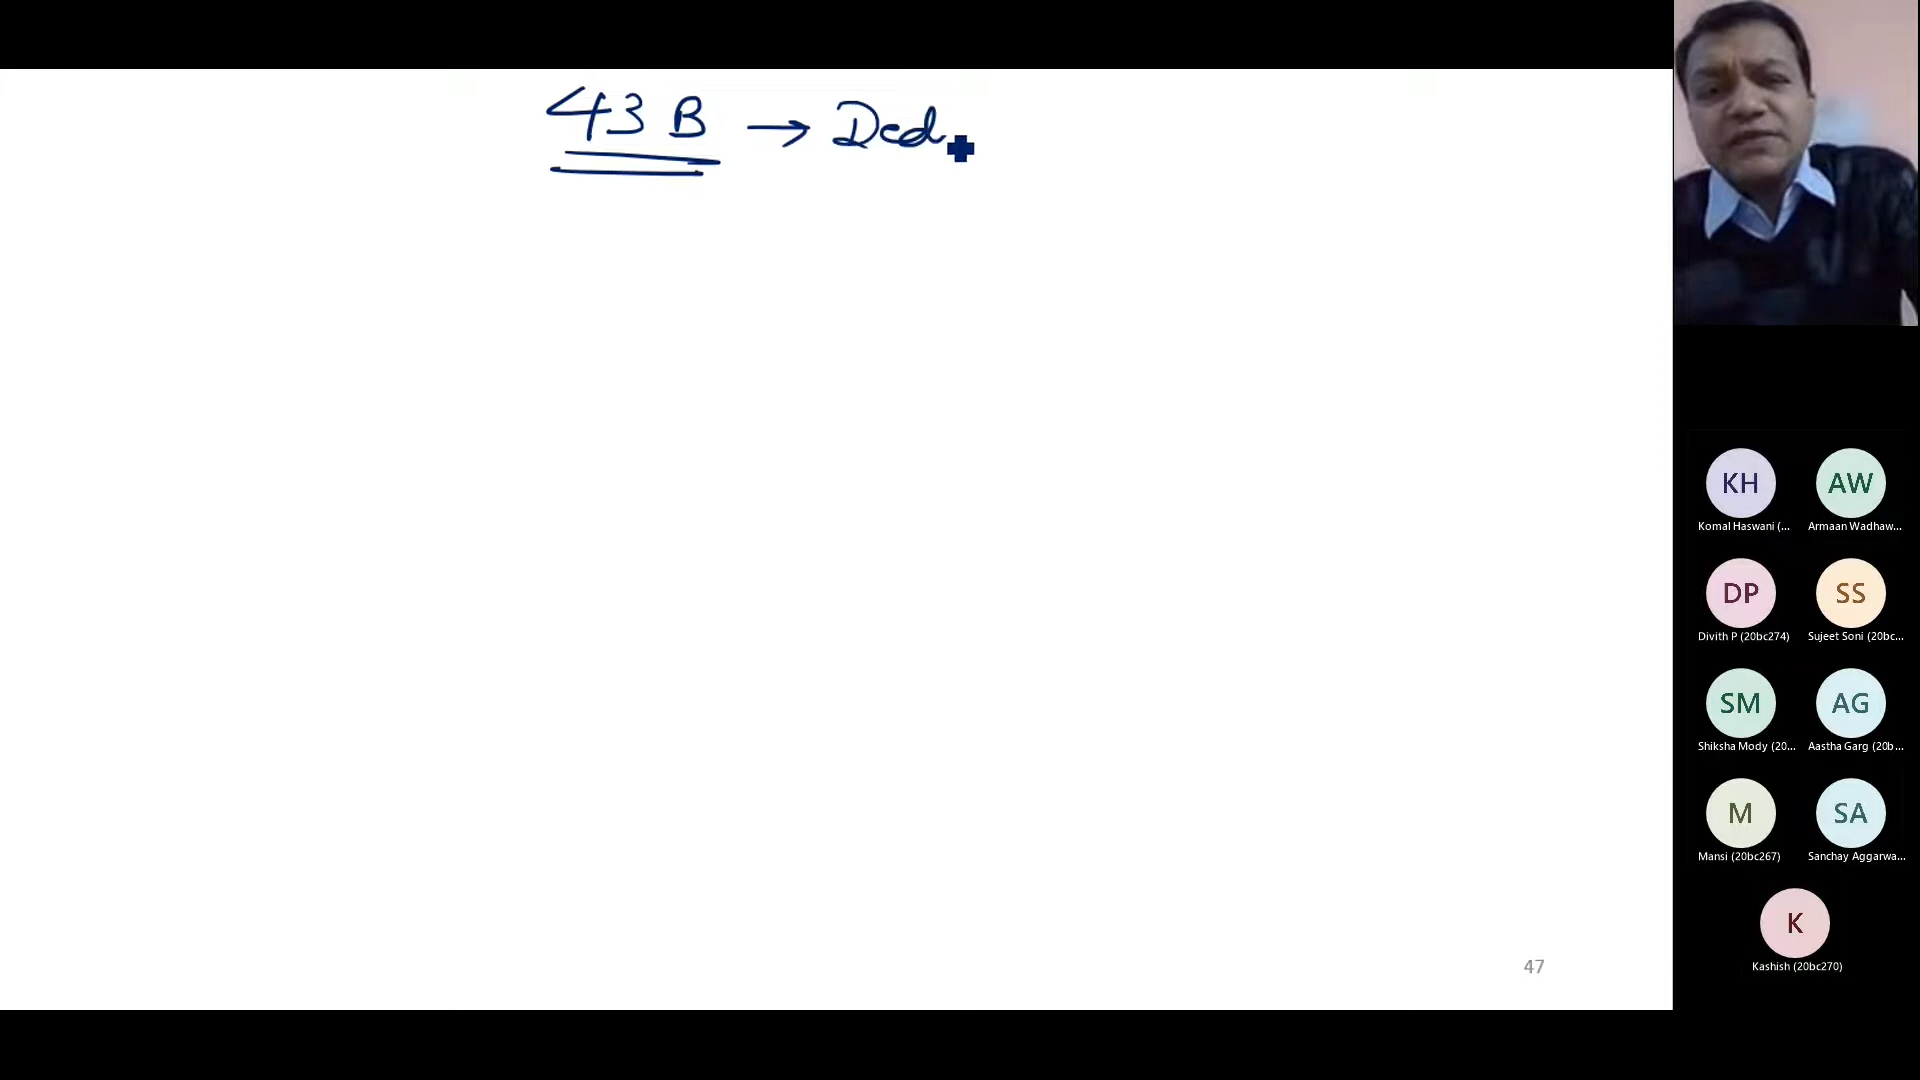 43 B → Ded
KH
AW
Komal Haswani (...
Armaan Wadhaw...
DP
SS
Divith P (20bc274)
Sujeet Soni (20bc...
SM
AG
Shiksha Mody (20...
Aastha Garg (20b...
M
SA
Mansi (20bc267)
Sanchay Aggarwa...
K
Kashish (20bc270)
47